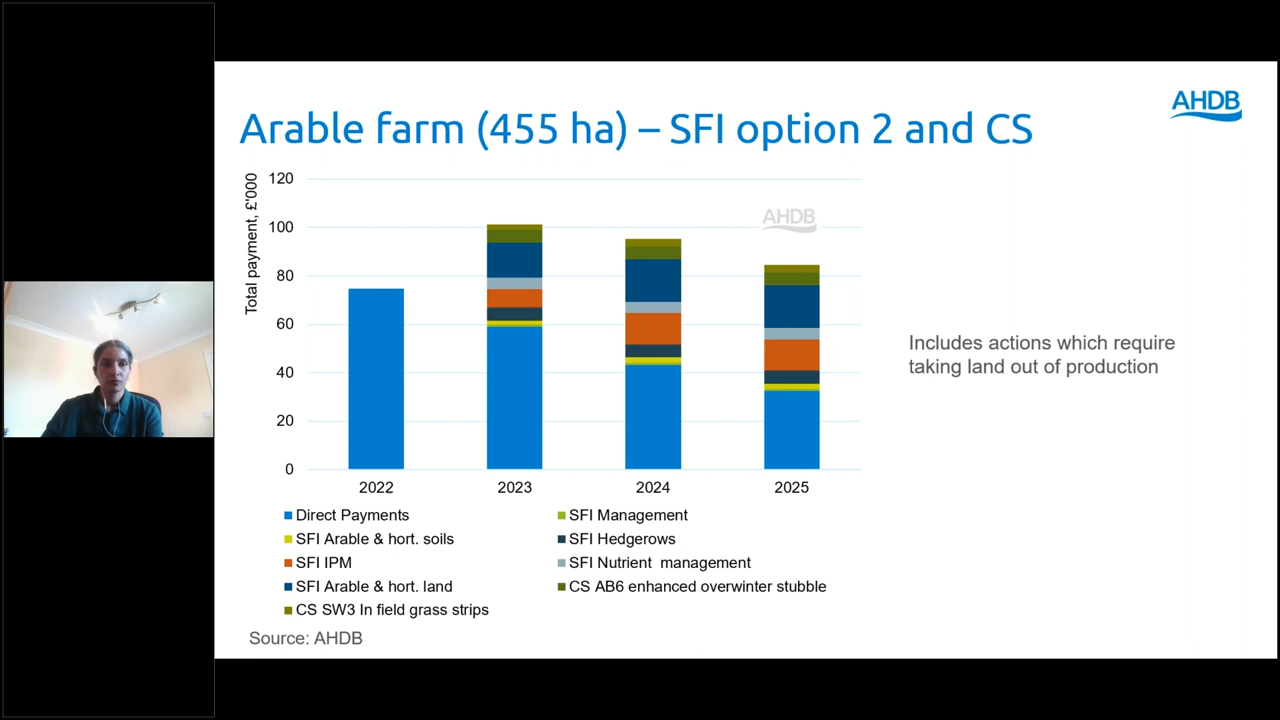 AHDB
Arable farm (455 ha) – SFI option 2 and CS
Total payment, £'000
120
100
80
60
40
20
0
AHDB
2022 2023 2024 2025
Includes actions which require
taking land out of production
Direct Payments SFI Management
SFI Arable & hort. soils SFI Hedgerows
SFI IPM SFI Nutrient management
SFI Arable & hort. land CS AB6 enhanced overwinter stubble
CS SW3 In field grass strips
Source: AHDB